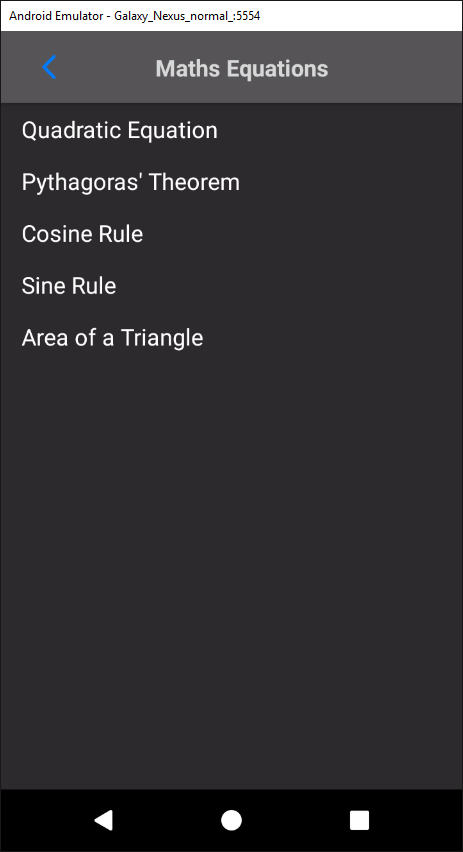 Android Emulator - Galaxy_Nexus_normal_:5554
Maths Equations
Quadratic Equation
Pythagoras' Theorem
Cosine Rule
Sine Rule
Area of a Triangle